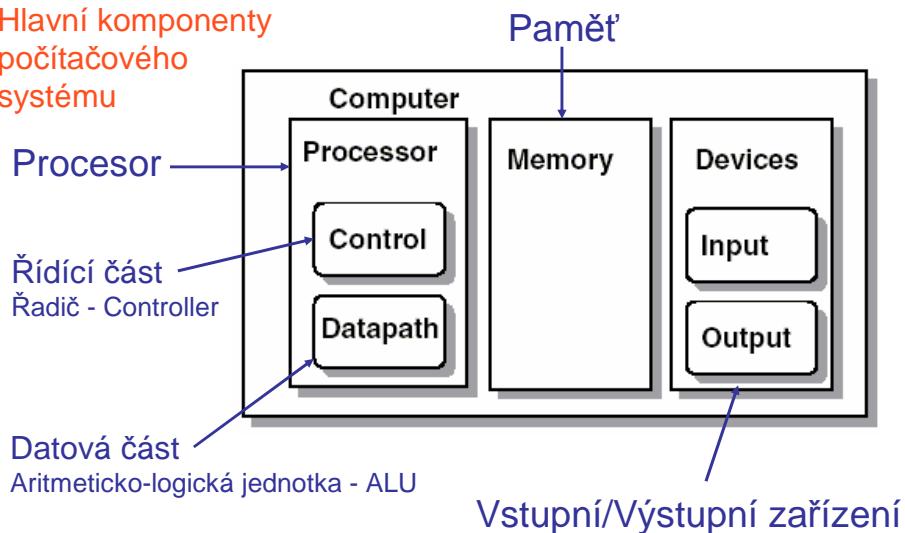 Hlavní komponenty
počítačového
systému
Paměť
Computer
Procesor
Processor
Memory
Devices
Control
Input
Řídící část
Řadič - Controller
Datapath
Output
Datová část
Aritmeticko-logická jednotka - ALU
Vstupní/Výstupní zařízení